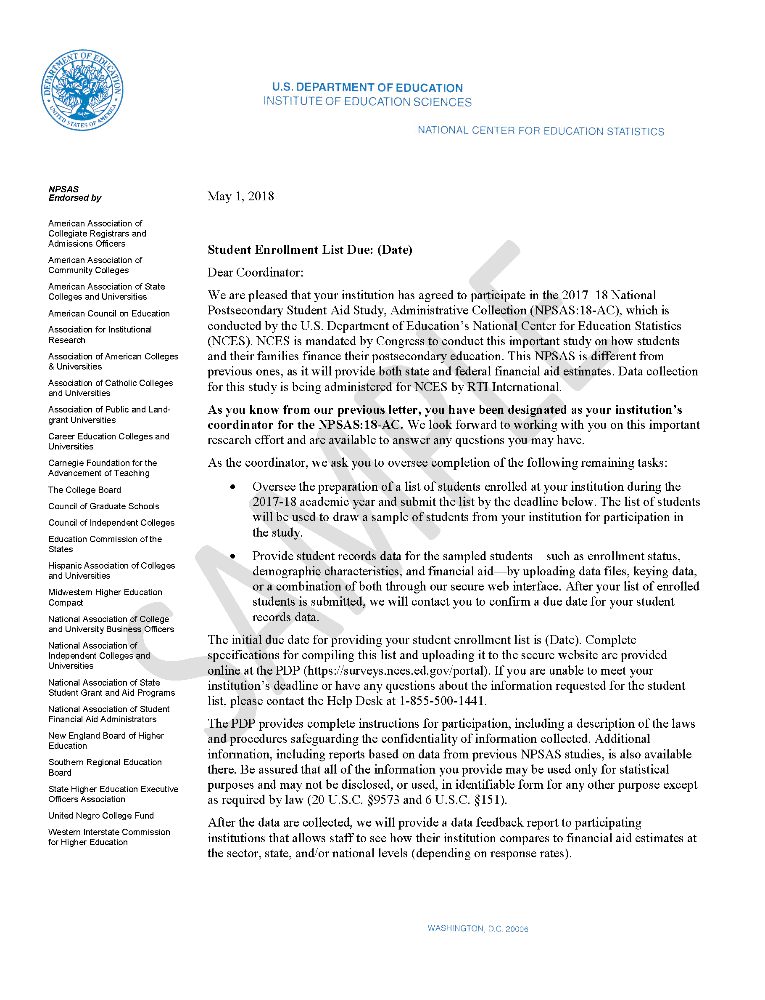 DEPARTMENT OF EDUCATION
UNITED STATES OF AMERICA
U.S. DEPARTMENT OF EDUCATION
INSTITUTE OF EDUCATION SCIENCES
NATIONAL CENTER FOR EDUCATION STATISTICS
NPSAS
Endorsed by
American Association of
Collegiate Registrars and
Admissions Officers
American Association of
Community Colleges
American Association of State
Colleges and Universities
American Council on Education
Association for Institutional
Research
Association of American Colleges
& Universities
Association of Catholic Colleges
and Universities
Association of Public and Land-
grant Universities
Career Education Colleges and
Universities
Carnegie Foundation for the
Advancement of Teaching
The College Board
Council of Graduate Schools
Council of Independent Colleges
Education Commission of the
States
Hispanic Association of Colleges
and Universities
Midwestern Higher Education
Compact
National Association of College
and University Business Officers
National Association of
Independent Colleges and
Universities
National Association of State
Student Grant and Aid Programs
National Association of Student
Financial Aid Administrators
New England Board of Higher
Education
Southern Regional Education
Board
State Higher Education Executive
Officers Association
United Negro College Fund
Western Interstate Commission
for Higher Education
May 1, 2018
Student Enrollment List Due: (Date)
Dear Coordinator:
We are pleased that your institution has agreed to participate in the 2017–18 National
Postsecondary Student Aid Study, Administrative Collection (NPSAS:18-AC), which is
conducted by the U.S. Department of Education’s National Center for Education Statistics
(NCES). NCES is mandated by Congress to conduct this important study on how students
and their families finance their postsecondary education. This NPSAS is different from
previous ones, as it will provide both state and federal financial aid estimates. Data collection
for this study is being administered for NCES by RTI International.
As you know from our previous letter, you have been designated as your institution’s
coordinator for the NPSAS:18-AC. We look forward to working with you on this important
research effort and are available to answer any questions you may have.
As the coordinator, we ask you to oversee completion of the following remaining tasks:
• Oversee the preparation of a list of students enrolled at your institution during the
2017-18 academic year and submit the list by the deadline below. The list of students
will be used to draw a sample of students from your institution for participation in
the study.
• Provide student records data for the sampled students—such as enrollment status,
demographic characteristics, and financial aid—by uploading data files, keying data,
or a combination of both through our secure web interface. After your list of enrolled
students is submitted, we will contact you to confirm a due date for your student
records data.
The initial due date for providing your student enrollment list is (Date). Complete
specifications for compiling this list and uploading it to the secure website are provided
online at the PDP (https://surveys.nces.ed.gov/portal). If you are unable to meet your
institution’s deadline or have any questions about the information requested for the student
list, please contact the Help Desk at 1-855-500-1441.
The PDP provides complete instructions for participation, including a description of the laws
and procedures safeguarding the confidentiality of information collected. Additional
information, including reports based on data from previous NPSAS studies, is also available
there. Be assured that all of the information you provide may be used only for statistical
purposes and may not be disclosed, or used, in identifiable form for any other purpose except
as required by law (20 U.S.C. §9573 and 6 U.S.C. §151).
After the data are collected, we will provide a data feedback report to participating
institutions that allows staff to see how their institution compares to financial aid estimates at
the sector, state, and/or national levels (depending on response rates).
SAMPLE
WASHINGTON, D.C. 20006–